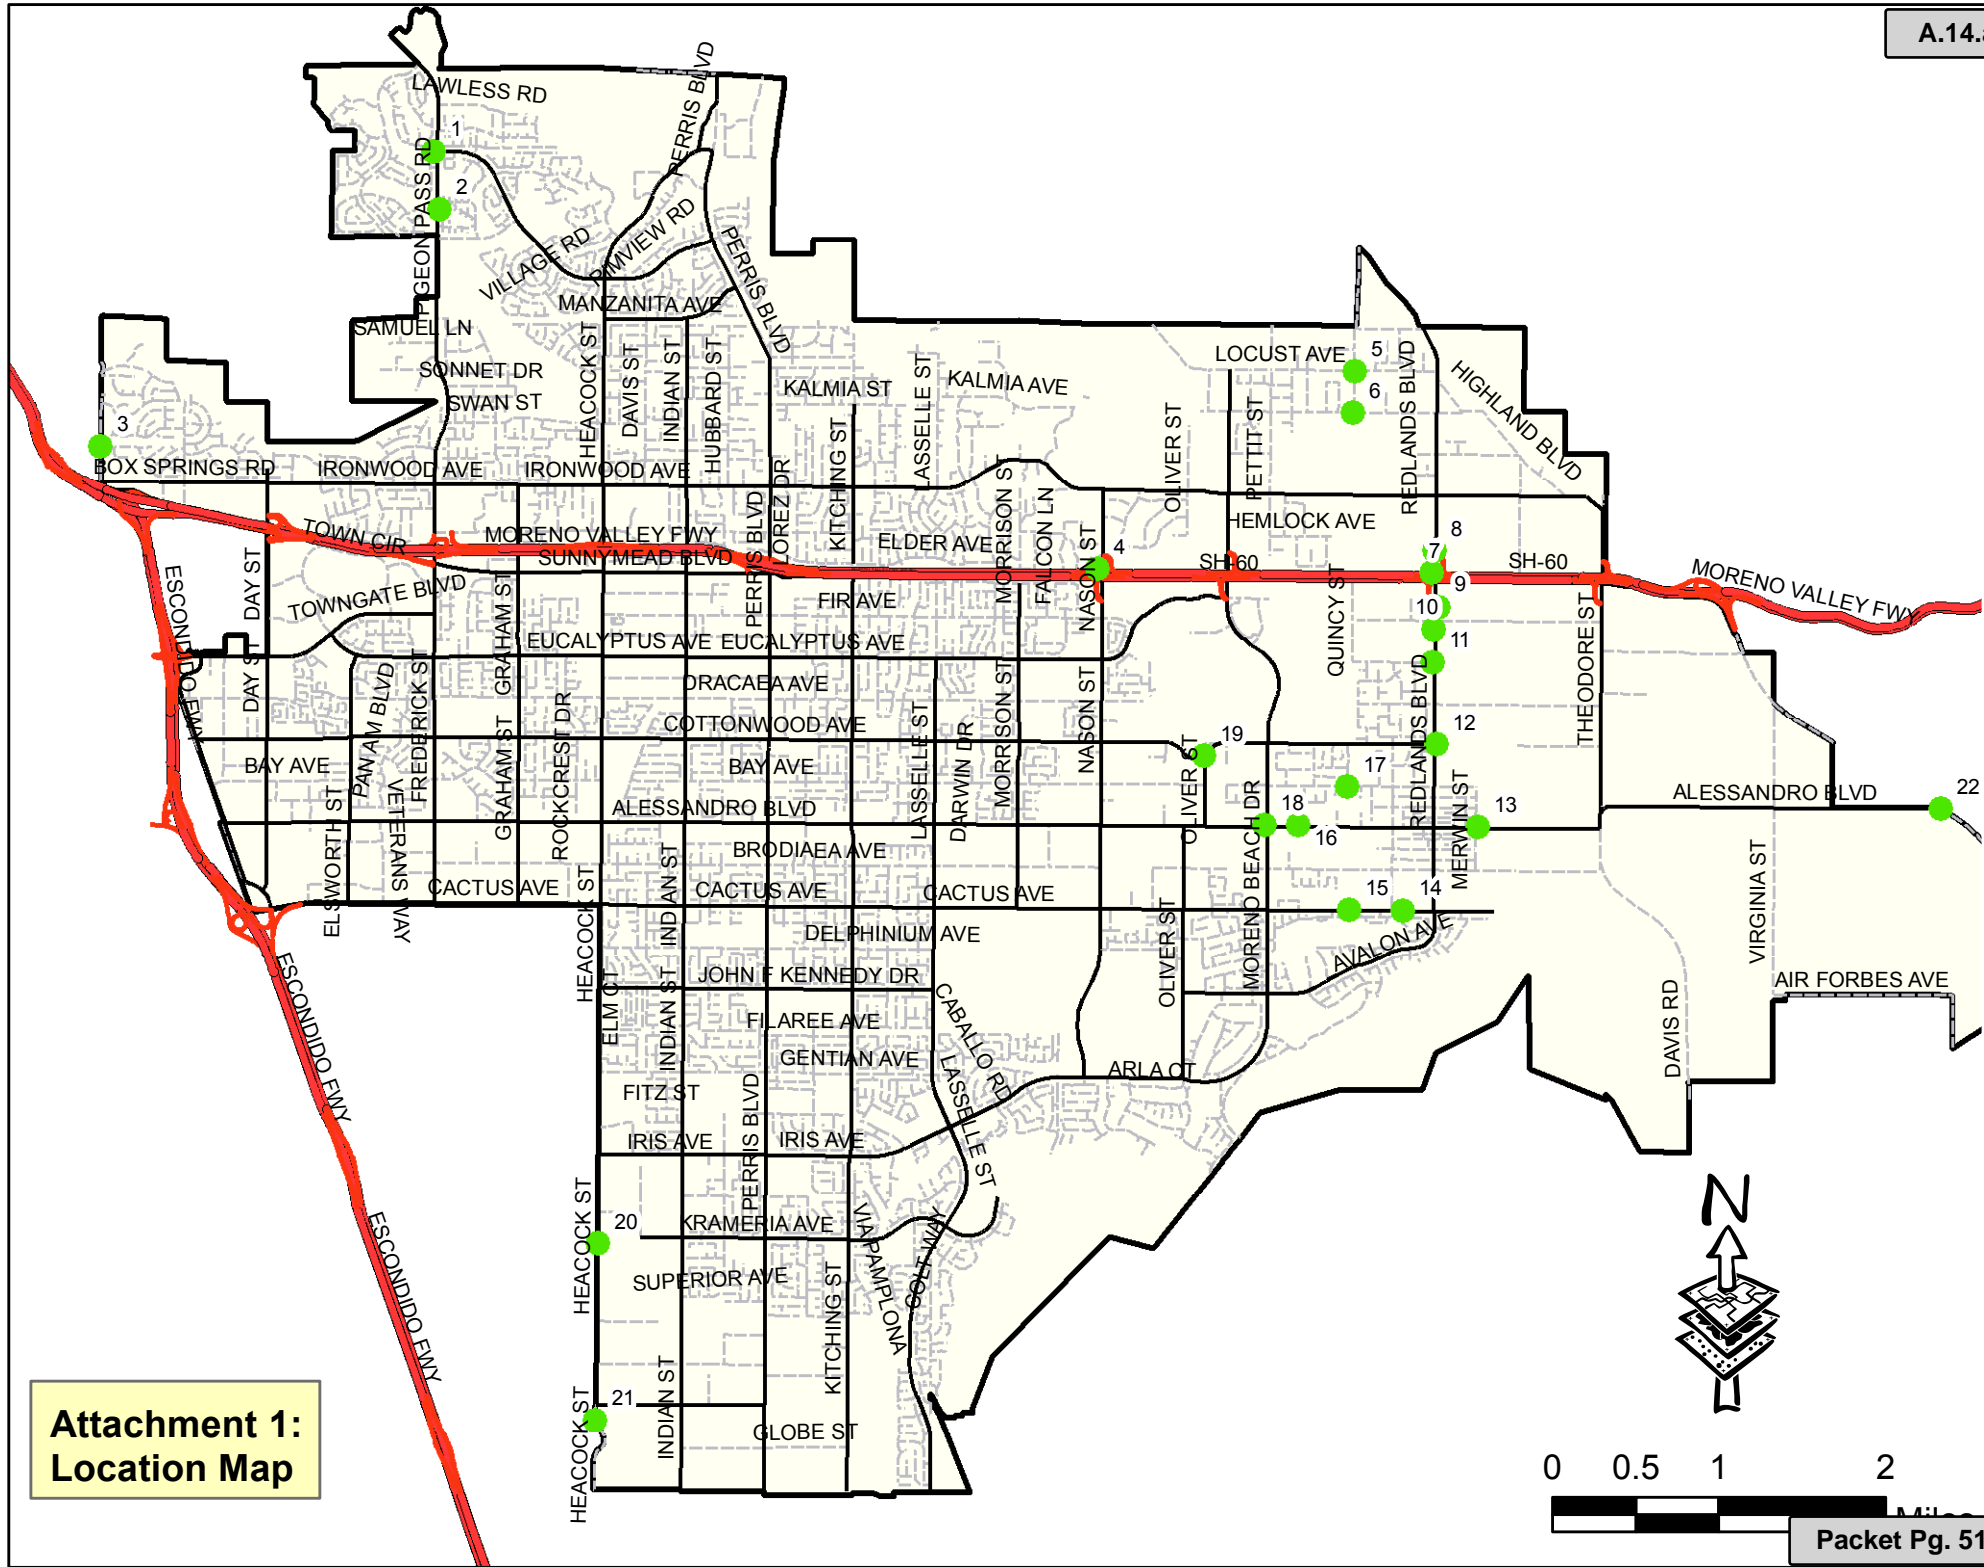 A.14.a
LAWLESS RD
PERRIS BLVD
1
PIGEON PASS RD
PERRIS BLVD
2
VILLAGE RD
RIMVIEW RD
PERRIS BLVD
MANZANITA AVE
SAMUEL LN
HEACOCK ST
DAVIS ST
INDIAN ST
HUBBARD ST
SONNET DR
SWAN ST
KALMIA ST
LASSELLE ST
KALMIA AVE
LOCUST AVE
5
REDLANDS BLVD
HIGHLAND BLVD
6
OLIVER ST
PETTIT ST
3
BOX SPRINGS RD
IRONWOOD AVE
IRONWOOD AVE
PERRIS BLVD
LOREZ DR
KITCHING ST
MORRISON ST
FALCON LN
HEMLOCK AVE
TOWN CIR
MORENO VALLEY FWY
ELDER AVE
NASON ST
4
8
7
SUNNYMEAD BLVD
SH-60
SH-60
MORENO VALLEY FWY
ESCONDIDO FWY
DAY ST
TOWNGATE BLVD
GRAHAM ST
FIR AVE
QUINCY ST
9
10
THEODORE ST
11
EUCALYPTUS AVE
EUCALYPTUS AVE
DAY ST
PAN AM BLVD
FREDERICK ST
DRACAEA AVE
MORRISON ST
NASON ST
REDLANDS BLVD
COTTONWOOD AVE
GRAHAM ST
ROCKCREST DR
LASSELLE ST
DARWIN DR
OLIVER ST
19
12
BAY AVE
BAY AVE
17
MERWIN ST
ELSWORTH ST
VETERANS WAY
ALESSANDRO BLVD
MORENO BEACH DR
18
16
13
ALESSANDRO BLVD
22
BRODIAEA AVE
HEACOCK ST
INDIAN ST
VIRGINIA ST
CACTUS AVE
CACTUS AVE
CACTUS AVE
15
14
DELPHINIUM AVE
OLIVER ST
AVALON AVE
ESCONDIDO FWY
ELM CT
INDIAN ST
JOHN F KENNEDY DR
AIR FORBES AVE
CABALLO RD
DAVIS RD
FILAREE AVE
GENTIAN AVE
LASSELLE ST
ARLA CT
FITZ ST
PERRIS BLVD
IRIS AVE
IRIS AVE
N
ESCONDIDO FWY
HEACOCK ST
20
KRAMERIA AVE
VIA PAMPLONA
GOLT WAY
SUPERIOR AVE
KITCHING ST
INDIAN ST
HEACOCK ST
21
GLOBE ST
Attachment 1:
Location Map
0 0.5 1 2
Miles
Packet Pg. 51